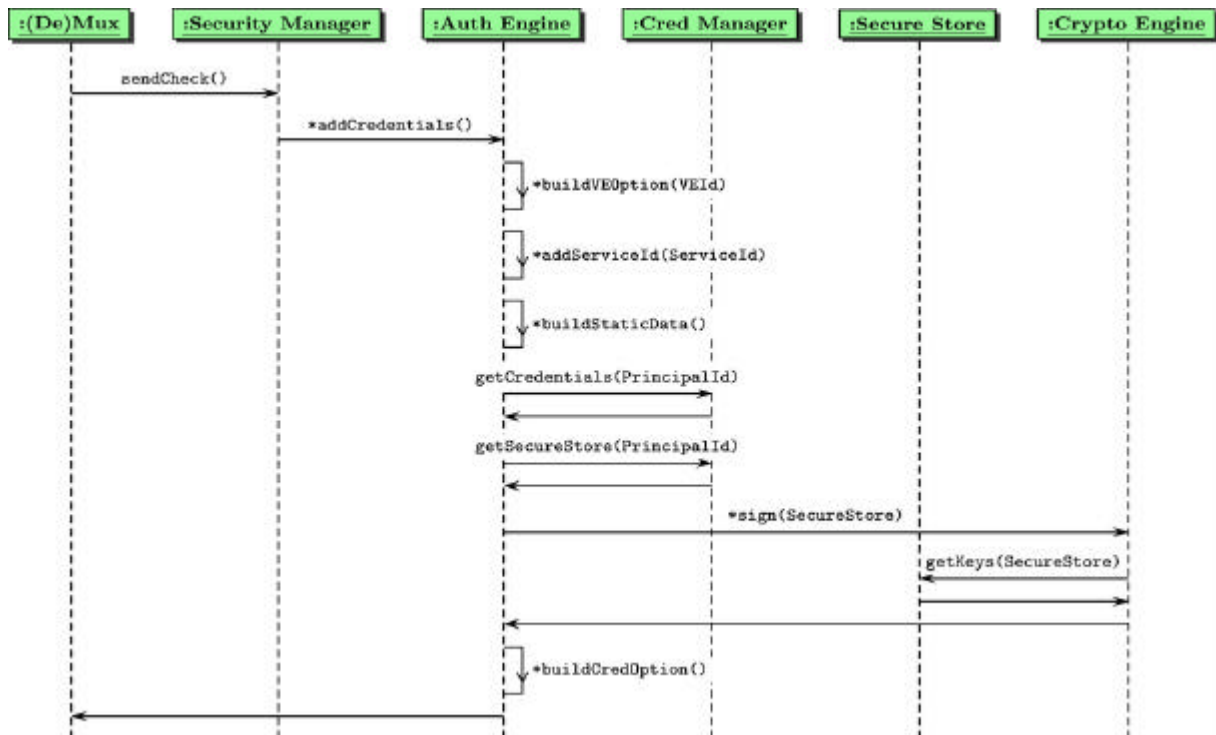 :(De)Mux :Security Manager :Auth Engine :Cred Manager :Secure Store :Crypto Engine
sendCheck()
*addCredentials()
*buildVEOption(VEId)
*addServiceId(ServiceId)
*buildStaticData()
getCredentials(PrincipalId)
getSecureStore(PrincipalId)
*sign(SecureStore)
getKeys(SecureStore)
*buildCredOption()